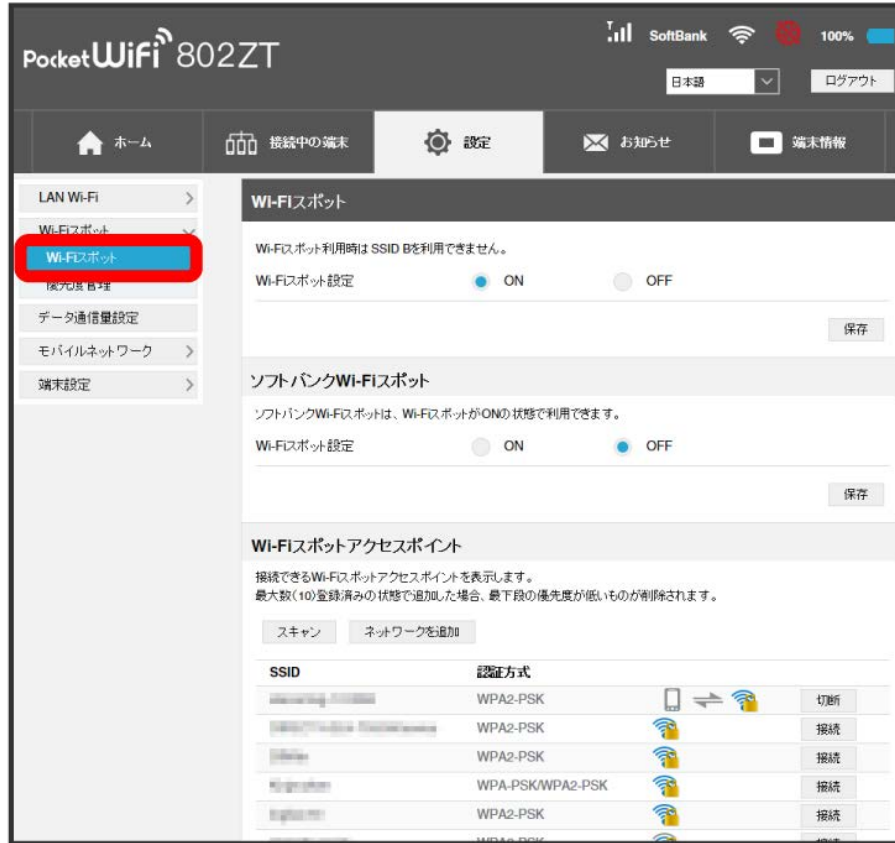 Pocket WiFi 802ZT
SoftBank 100%
日本語 ログアウト
ホーム 接続中の端末 設定 お知らせ 端末情報
LAN Wi-Fi
Wi-Fiスポット
Wi-Fiスポット
優先度管理
データ通信量設定
モバイルネットワーク
端末設定
Wi-Fiスポット
Wi-Fiスポット利用時は SSID Bを利用できません。
Wi-Fiスポット設定 ON OFF
保存
ソフトバンクWi-Fiスポット
ソフトバンクWi-Fiスポットは、Wi-FiスポットがONの状態で利用できます。
Wi-Fiスポット設定 ON OFF
保存
Wi-Fiスポットアクセスポイント
接続できるWi-Fiスポットアクセスポイントを表示します。
最大数(10)登録済みの状態で追加した場合、最下段の優先度が低いものが削除されます。
スキャン ネットワークを追加
SSID 認証方式
WPA2-PSK 切断
WPA2-PSK 接続
WPA2-PSK 接続
WPA-PSK/WPA2-PSK 接続
WPA2-PSK 接続